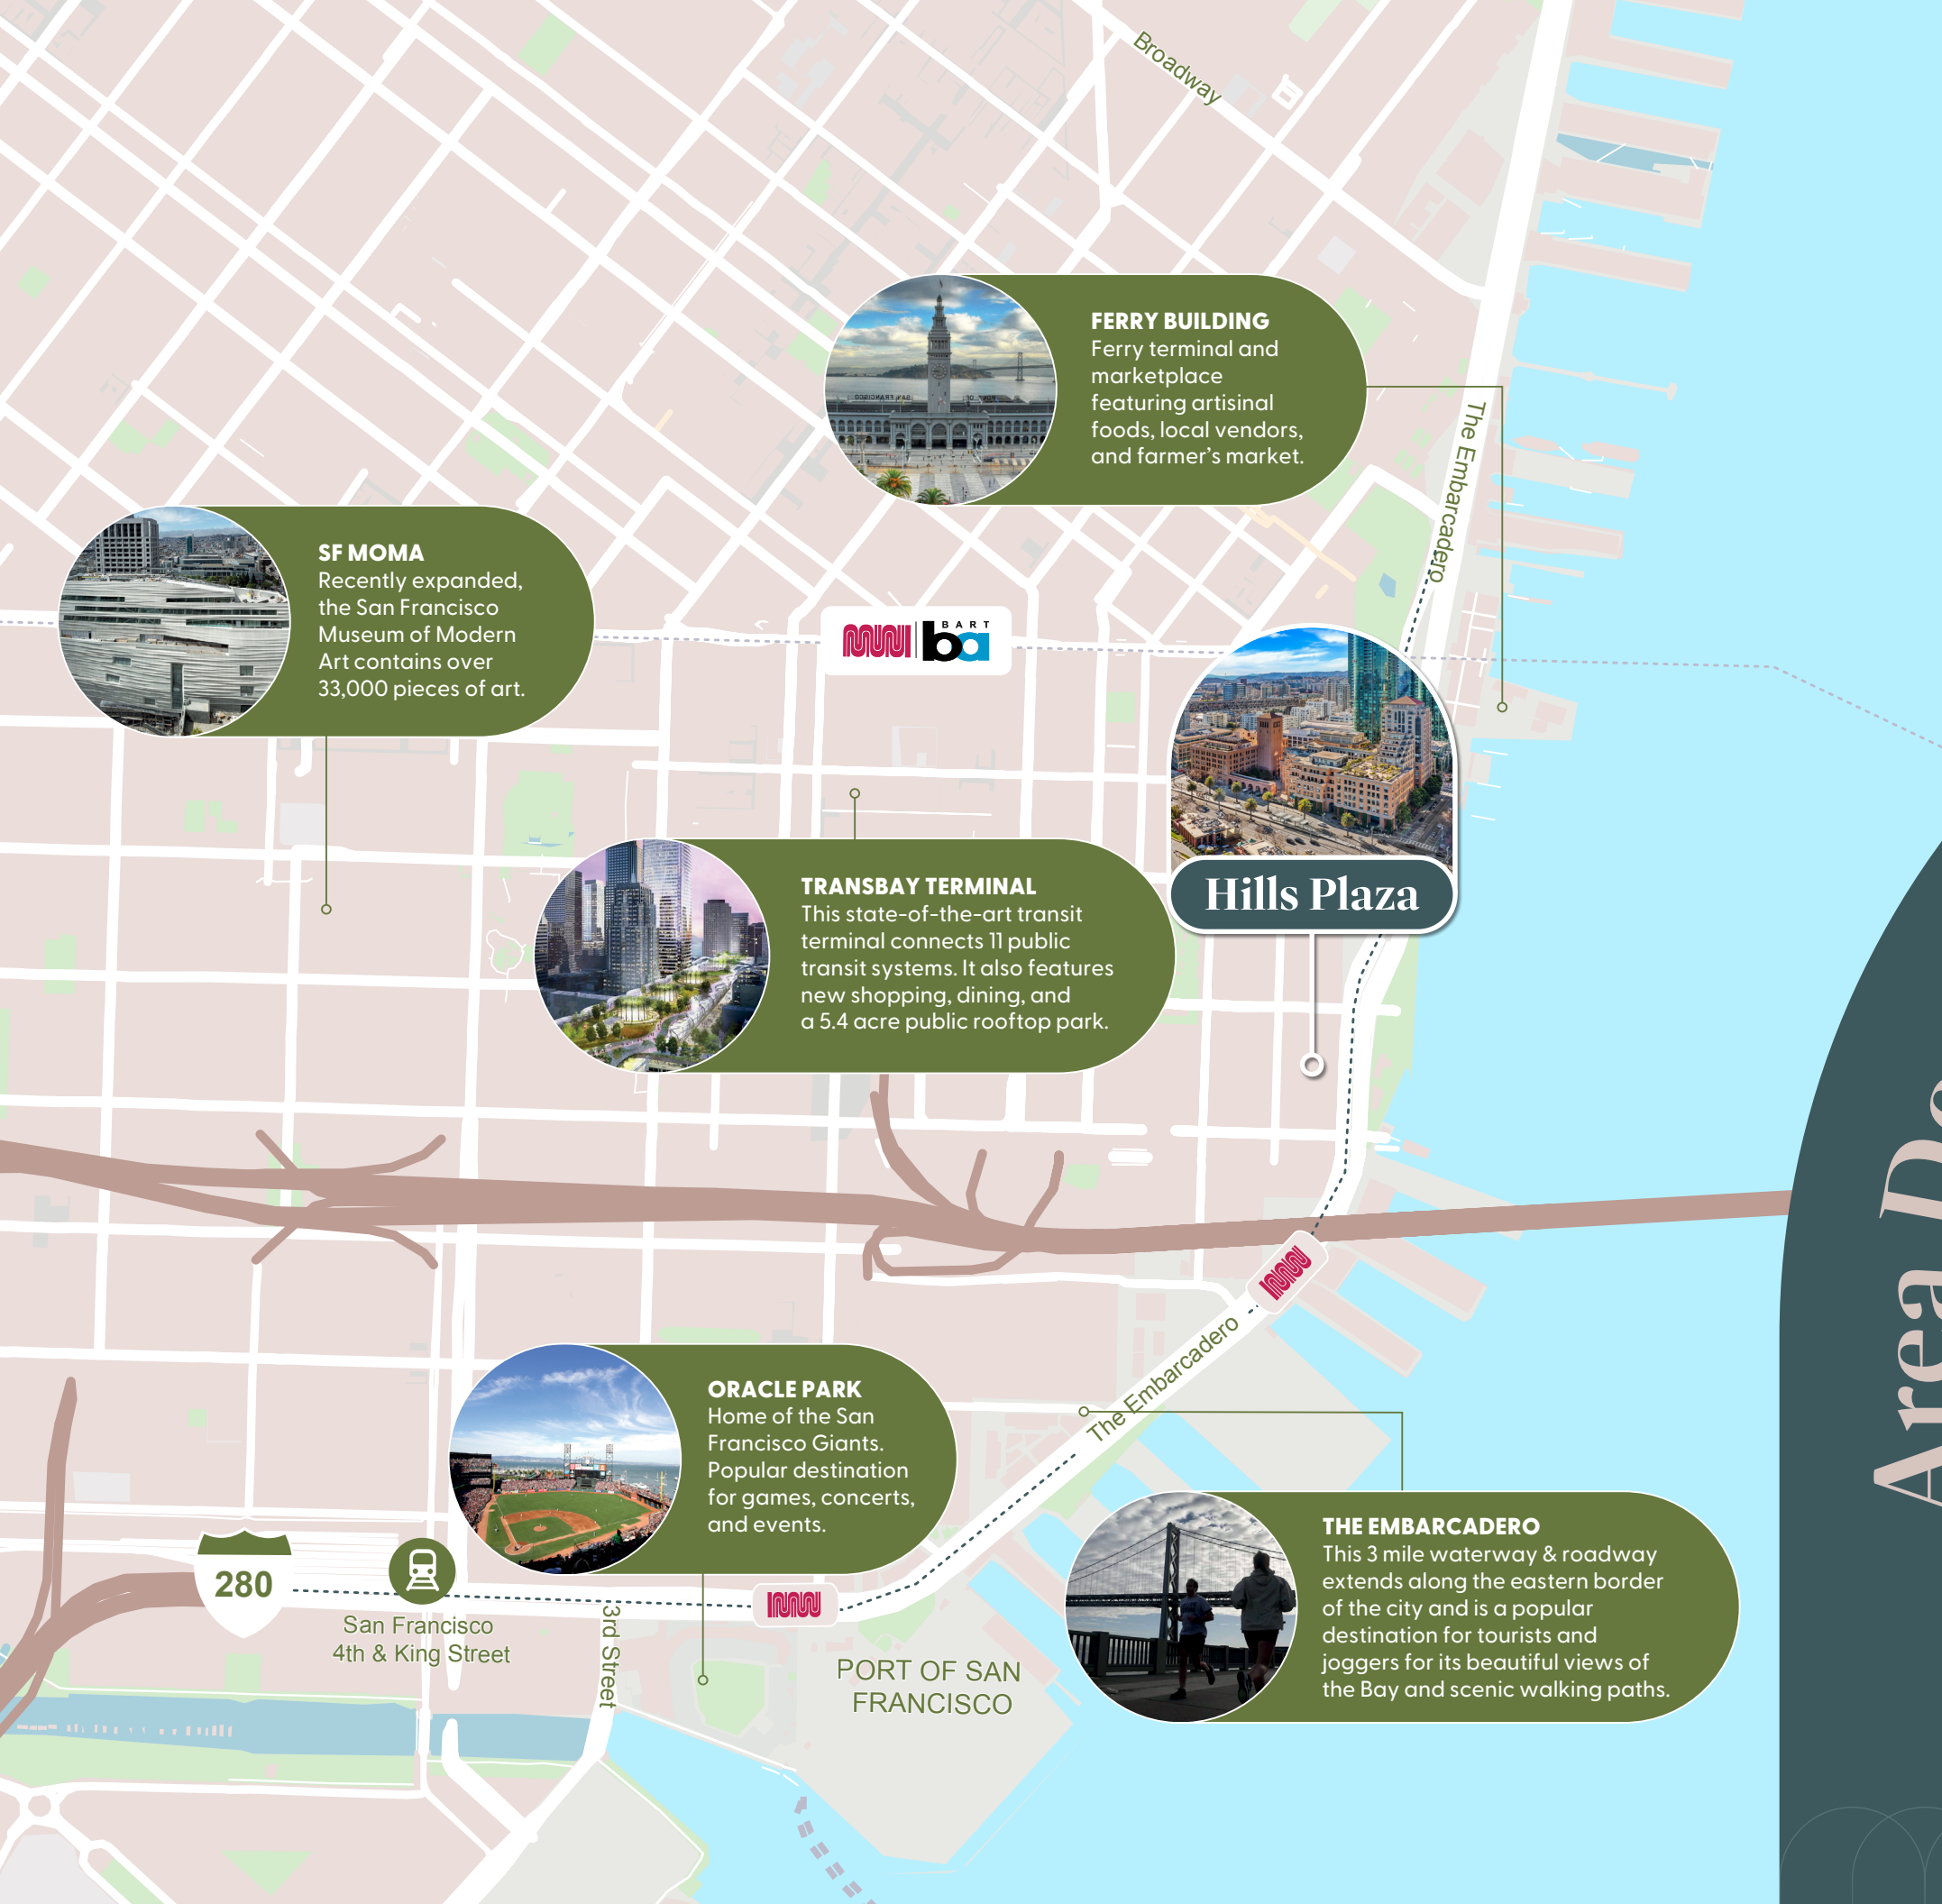 Broadway
FERRY BUILDING
Ferry terminal and
marketplace
featuring artisinal
foods, local vendors,
and farmer's market.
The Embarcadero
SF MOMA
Recently expanded,
the San Francisco
Museum of Modern
Art contains over
33,000 pieces of art.
MUNI
BART
ba
Hills Plaza
TRANSBAY TERMINAL
This state-of-the-art transit
terminal connects 11 public
transit systems. It also features
new shopping, dining, and
a 5.4 acre public rooftop park.
Area
MUNI
The Embarcadero
ORACLE PARK
Home of the San
Francisco Giants.
Popular destination
for games, concerts,
and events.
THE EMBARCADERO
This 3 mile waterway & roadway
extends along the eastern border
of the city and is a popular
destination for tourists and
joggers for its beautiful views of
the Bay and scenic walking paths.
280
San Francisco
4th & King Street
3rd Street
MUNI
PORT OF SAN
FRANCISCO